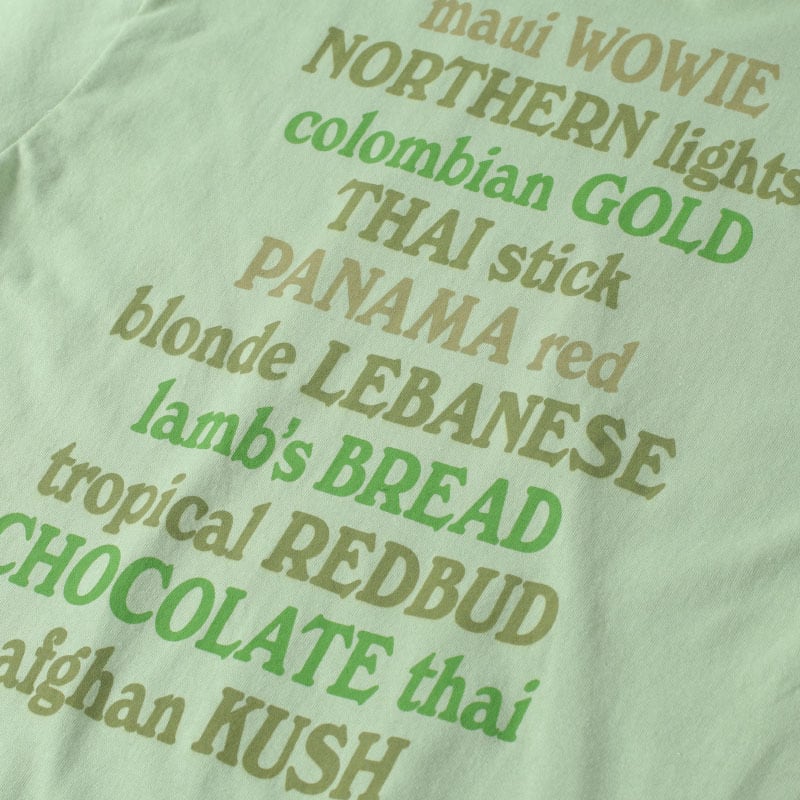 maui WOWIE
NORTHERN lights
colombian GOLD
THAI stick
PANAMA red
blonde LEBANESE
lamb's BREAD
tropical REDBUD
CHOCOLATE thai
afghan KUSH